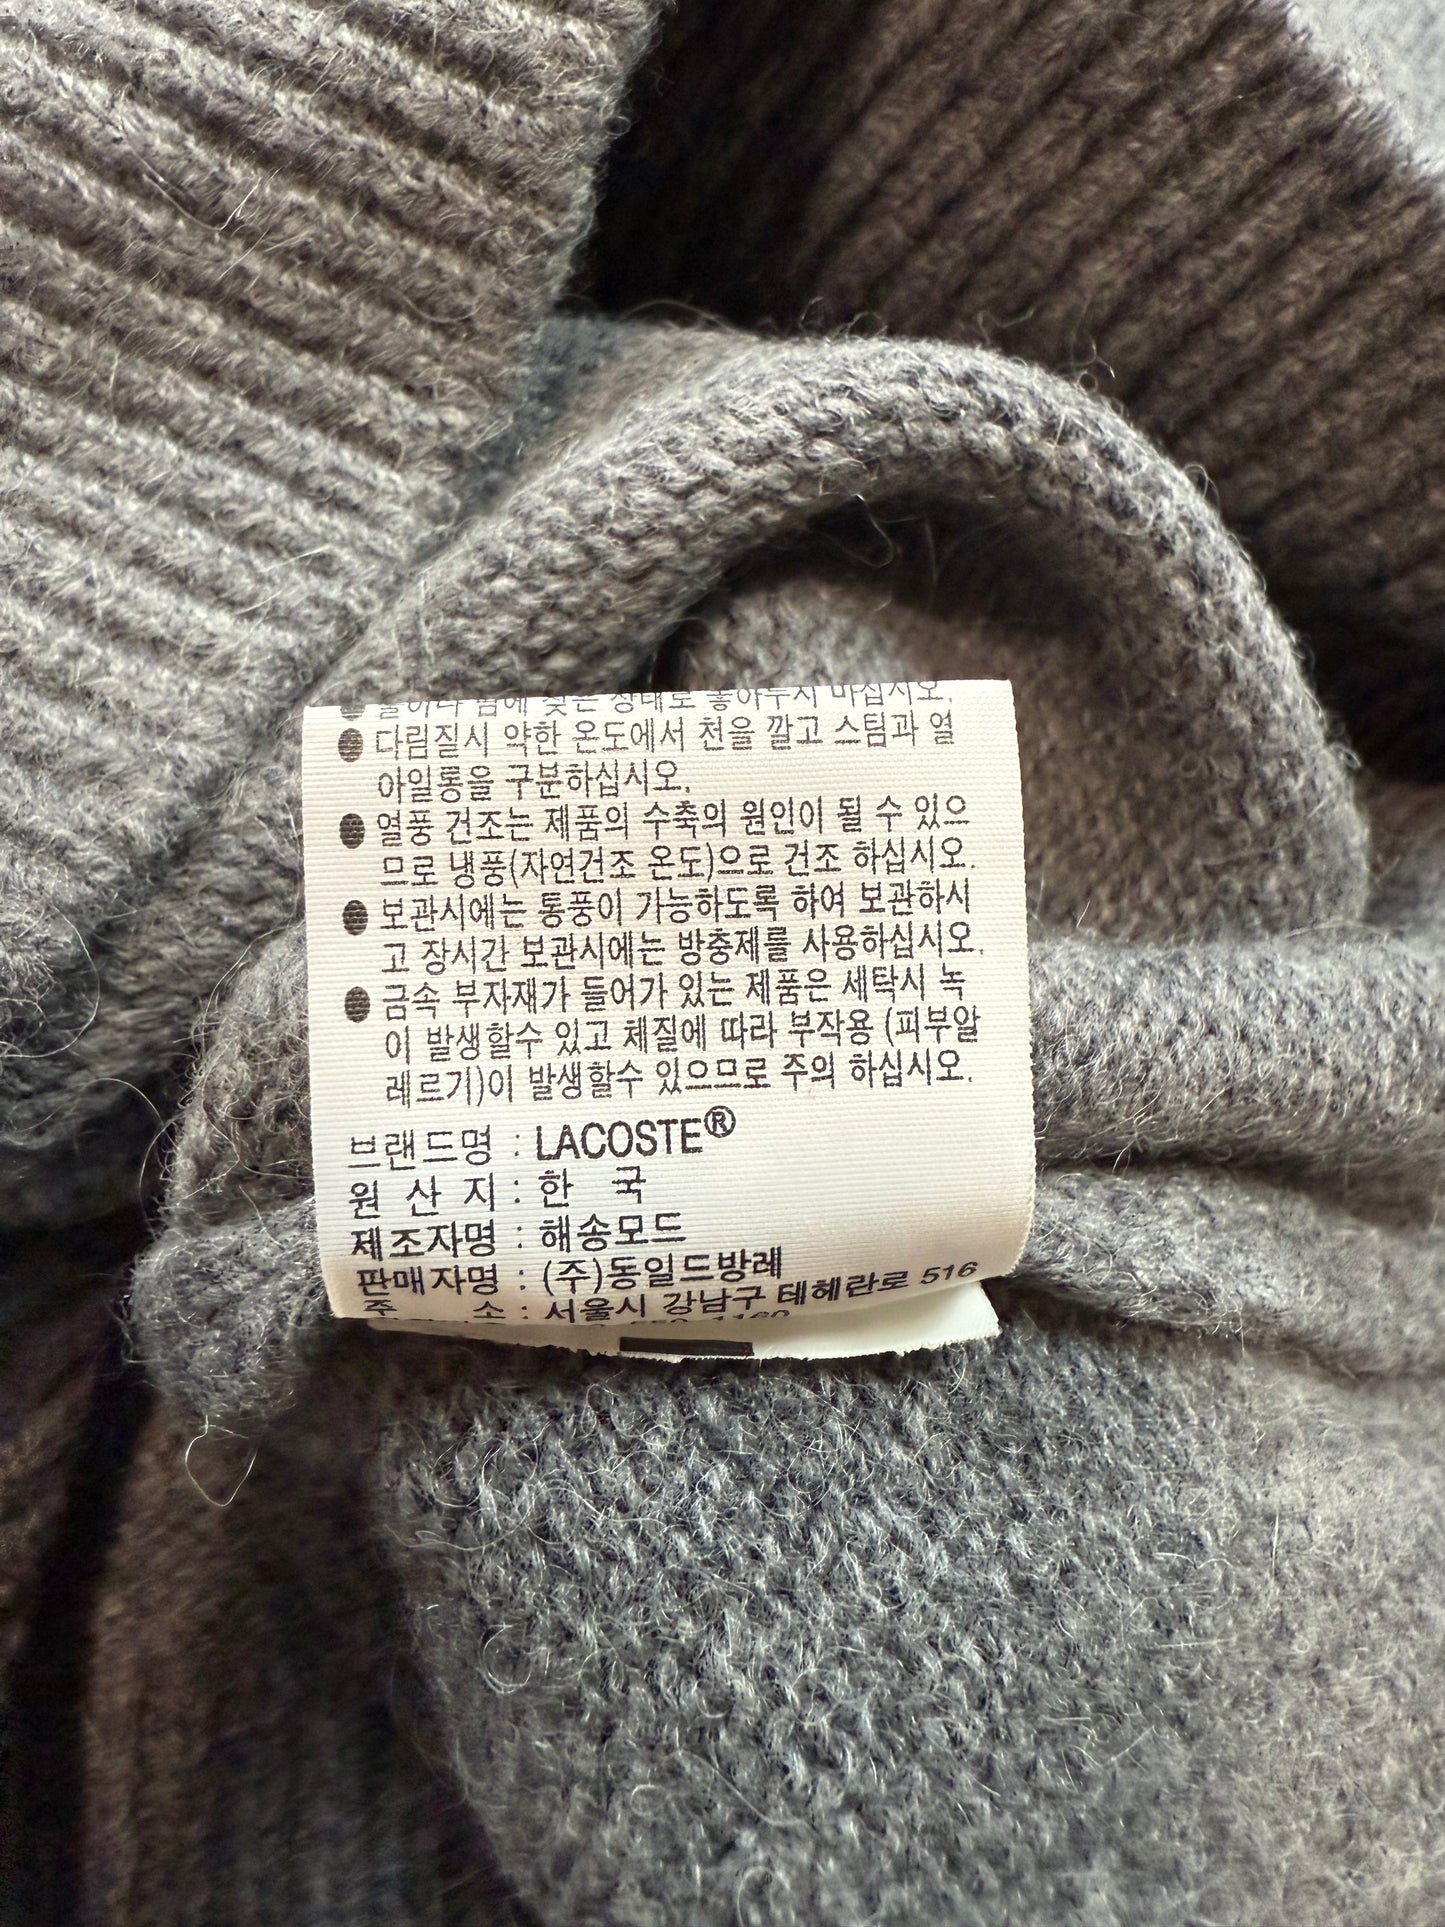 놓아두지 마십시오.
● 다림질시 약한 온도에서 천을 깔고 스팀과 열
아일롱을 구분하십시오.
● 열풍 건조는 제품의 수축의 원인이 될 수 있으
므로 냉풍(자연건조 온도)으로 건조 하십시오.
● 보관시에는 통풍이 가능하도록 하여 보관하시
고 장시간 보관시에는 방충제를 사용하십시오.
● 금속 부자재가 들어가 있는 제품은 세탁시 녹
이 발생할수 있고 체질에 따라 부작용 (피부알
레르기)이 발생할수 있으므로 주의 하십시오.
브랜드명 : LACOSTE®
원 산 지 : 한 국
제조자명 : 해송모드
판매자명 : (주)동일드방레
주 소 : 서울시 강남구 테헤란로 516